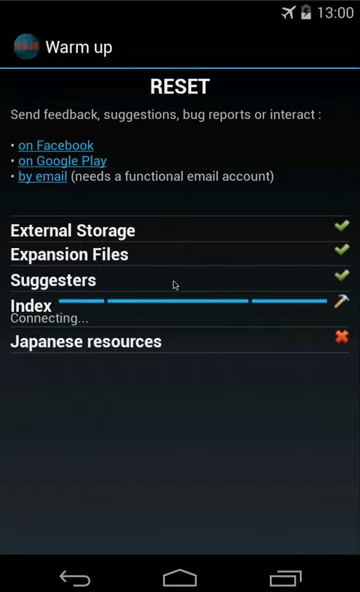 13:00
Warm up
RESET
Send feedback, suggestions, bug reports or interact :
• on Facebook
• on Google Play
• by email (needs a functional email account)
External Storage
Expansion Files
Suggesters
Index
Connecting...
Japanese resources